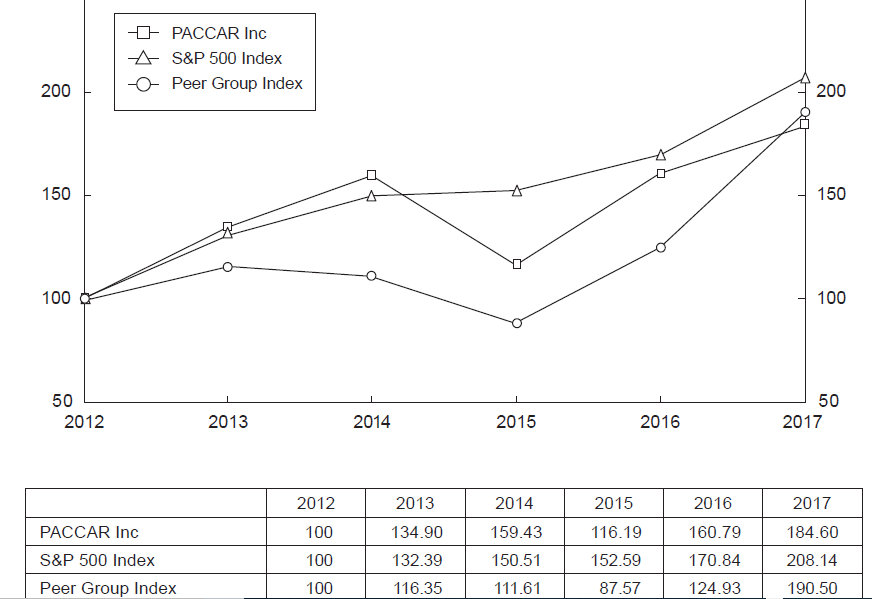 PACCAR Inc
S&P 500 Index
Peer Group Index
200 200
150 150
100 100
50 50
2012 2013 2014 2015 2016 2017
2012 2013 2014 2015 2016 2017
PACCAR Inc 100 134.90 159.43 116.19 160.79 184.60
S&P 500 Index 100 132.39 150.51 152.59 170.84 208.14
Peer Group Index 100 116.35 111.61 87.57 124.93 190.50